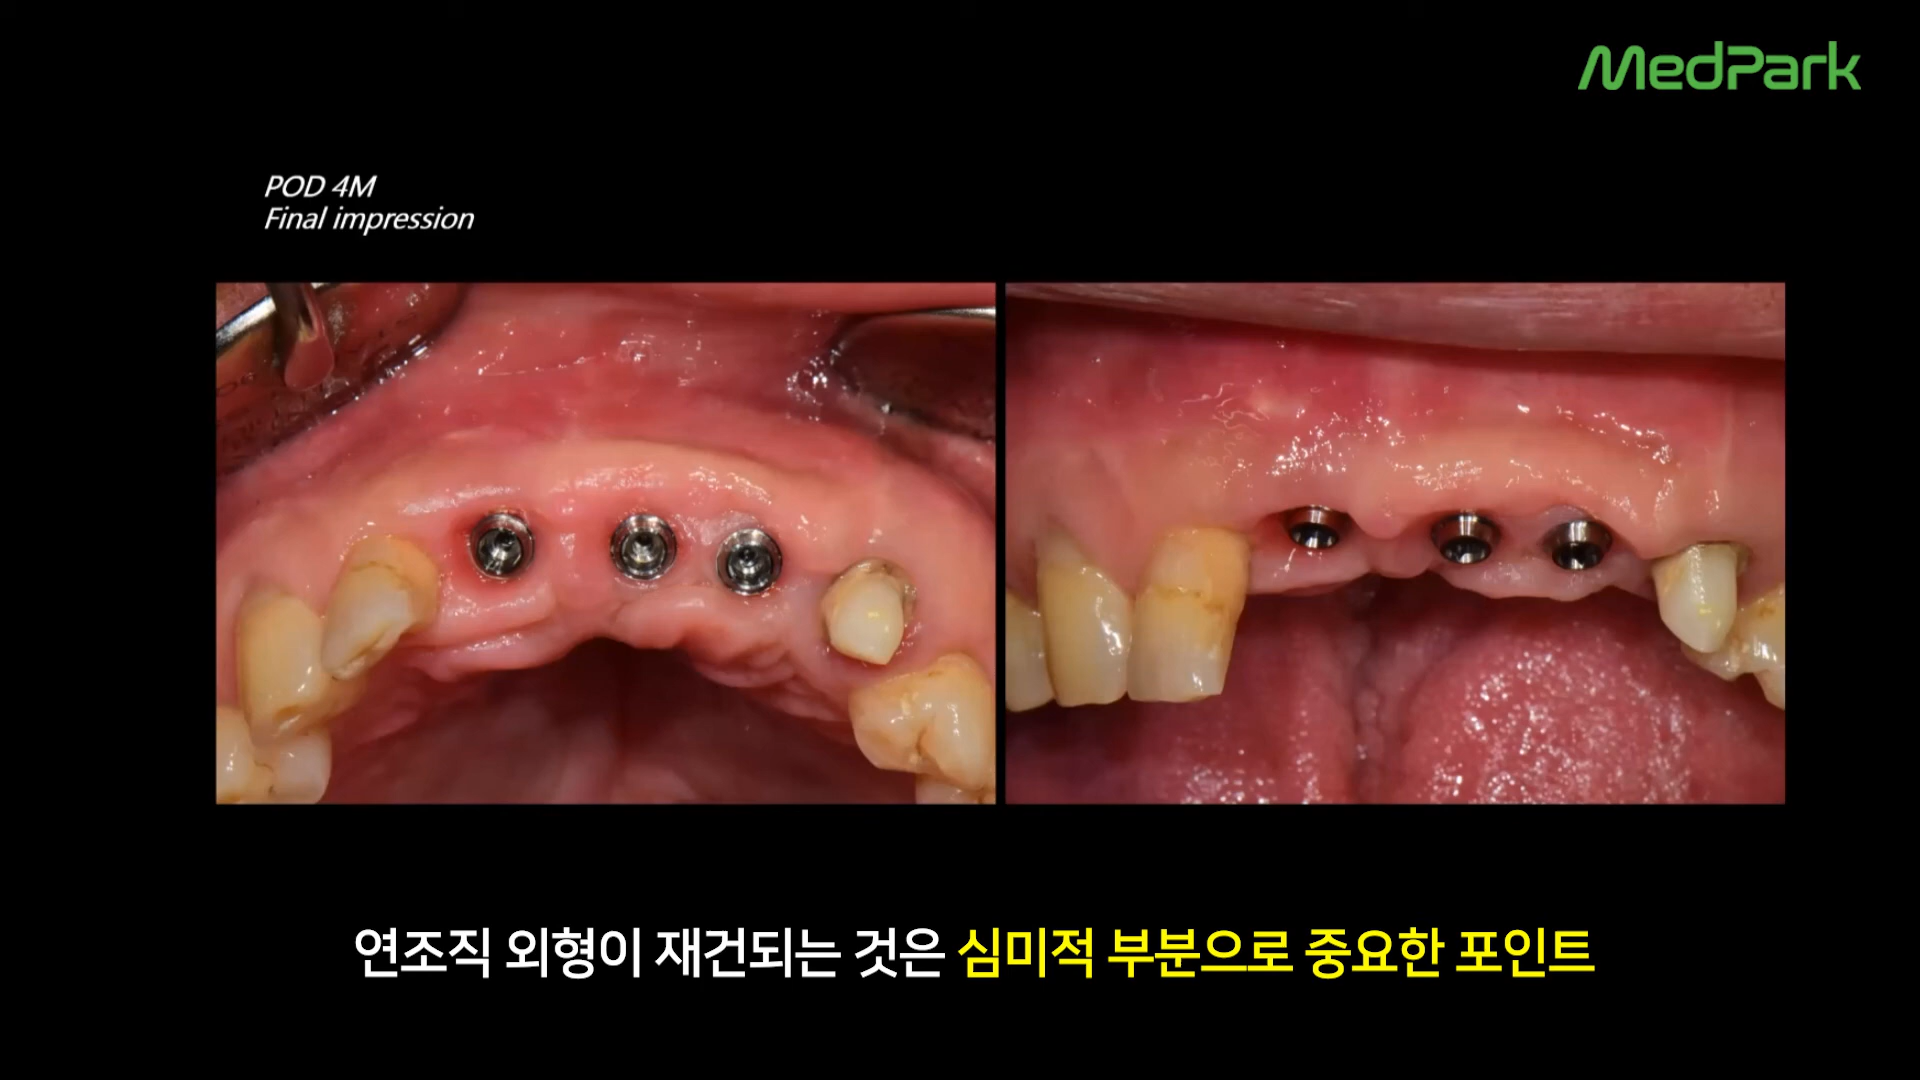 MedPark
POD 4M
Final impression
연조직 외형이 재건되는 것은 심미적 부분으로 중요한 포인트